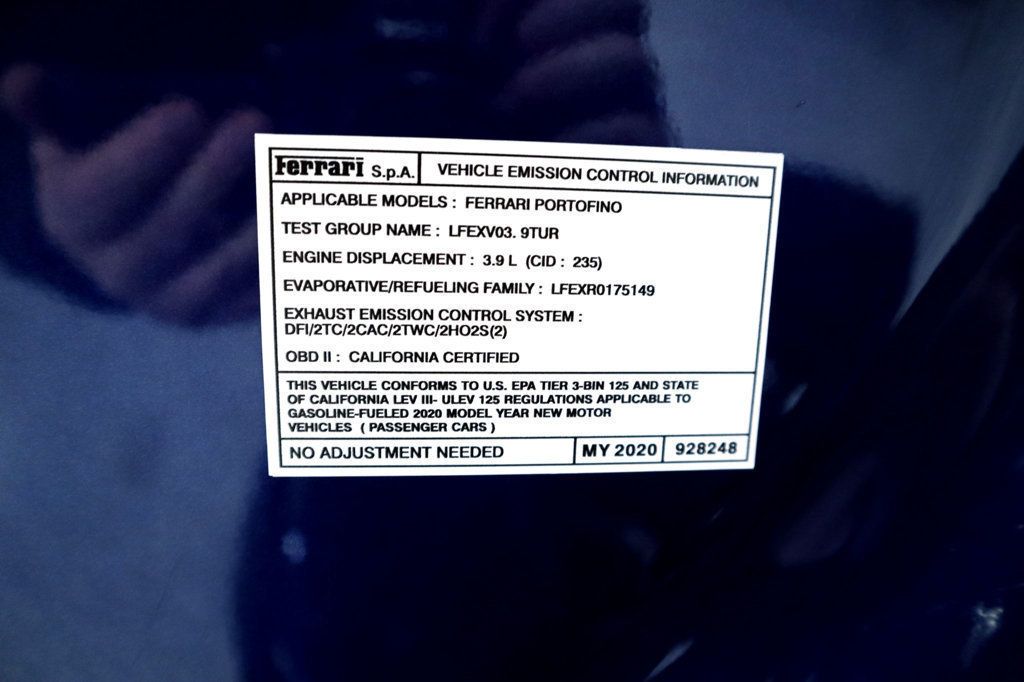 Ferrari S.p.A. VEHICLE EMISSION CONTROL INFORMATION
APPLICABLE MODELS : FERRARI PORTOFINO
TEST GROUP NAME : LFEXV03. 9TUR
ENGINE DISPLACEMENT : 3.9 L (CID : 235)
EVAPORATIVE/REFUELING FAMILY : LFEXR0175149
EXHAUST EMISSION CONTROL SYSTEM :
DFI/2TC/2CAC/2TWC/2HO2S(2)
OBD II : CALIFORNIA CERTIFIED
THIS VEHICLE CONFORMS TO U.S. EPA TIER 3-BIN 125 AND STATE
OF CALIFORNIA LEV III- ULEV 125 REGULATIONS APPLICABLE TO
GASOLINE-FUELED 2020 MODEL YEAR NEW MOTOR
VEHICLES ( PASSENGER CARS )
NO ADJUSTMENT NEEDED MY 2020 928248